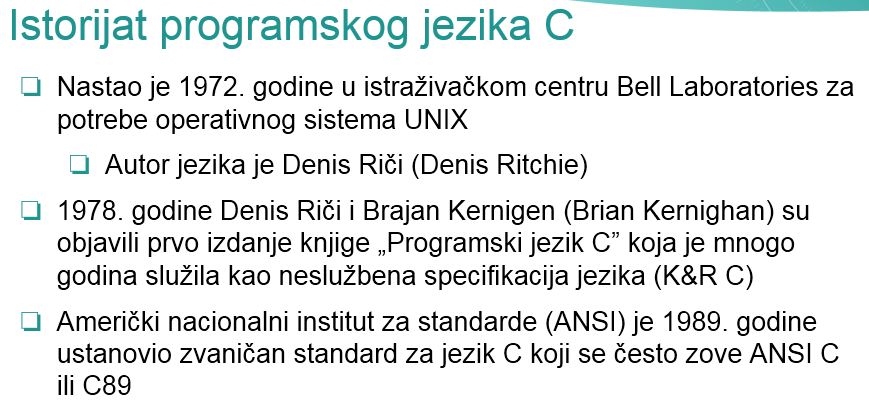 Istorijat programskog jezika C
Nastao je 1972. godine u istraživačkom centru Bell Laboratories za
potrebe operativnog sistema UNIX
Autor jezika je Denis Riči (Denis Ritchie)
1978. godine Denis Riči i Brajan Kernigen (Brian Kernighan) su
objavili prvo izdanje knjige „Programski jezik C” koja je mnogo
godina služila kao neslužbena specifikacija jezika (K&R C)
Američki nacionalni institut za standarde (ANSI) je 1989. godine
ustanovio zvaničan standard za jezik C koji se često zove ANSI C
ili C89